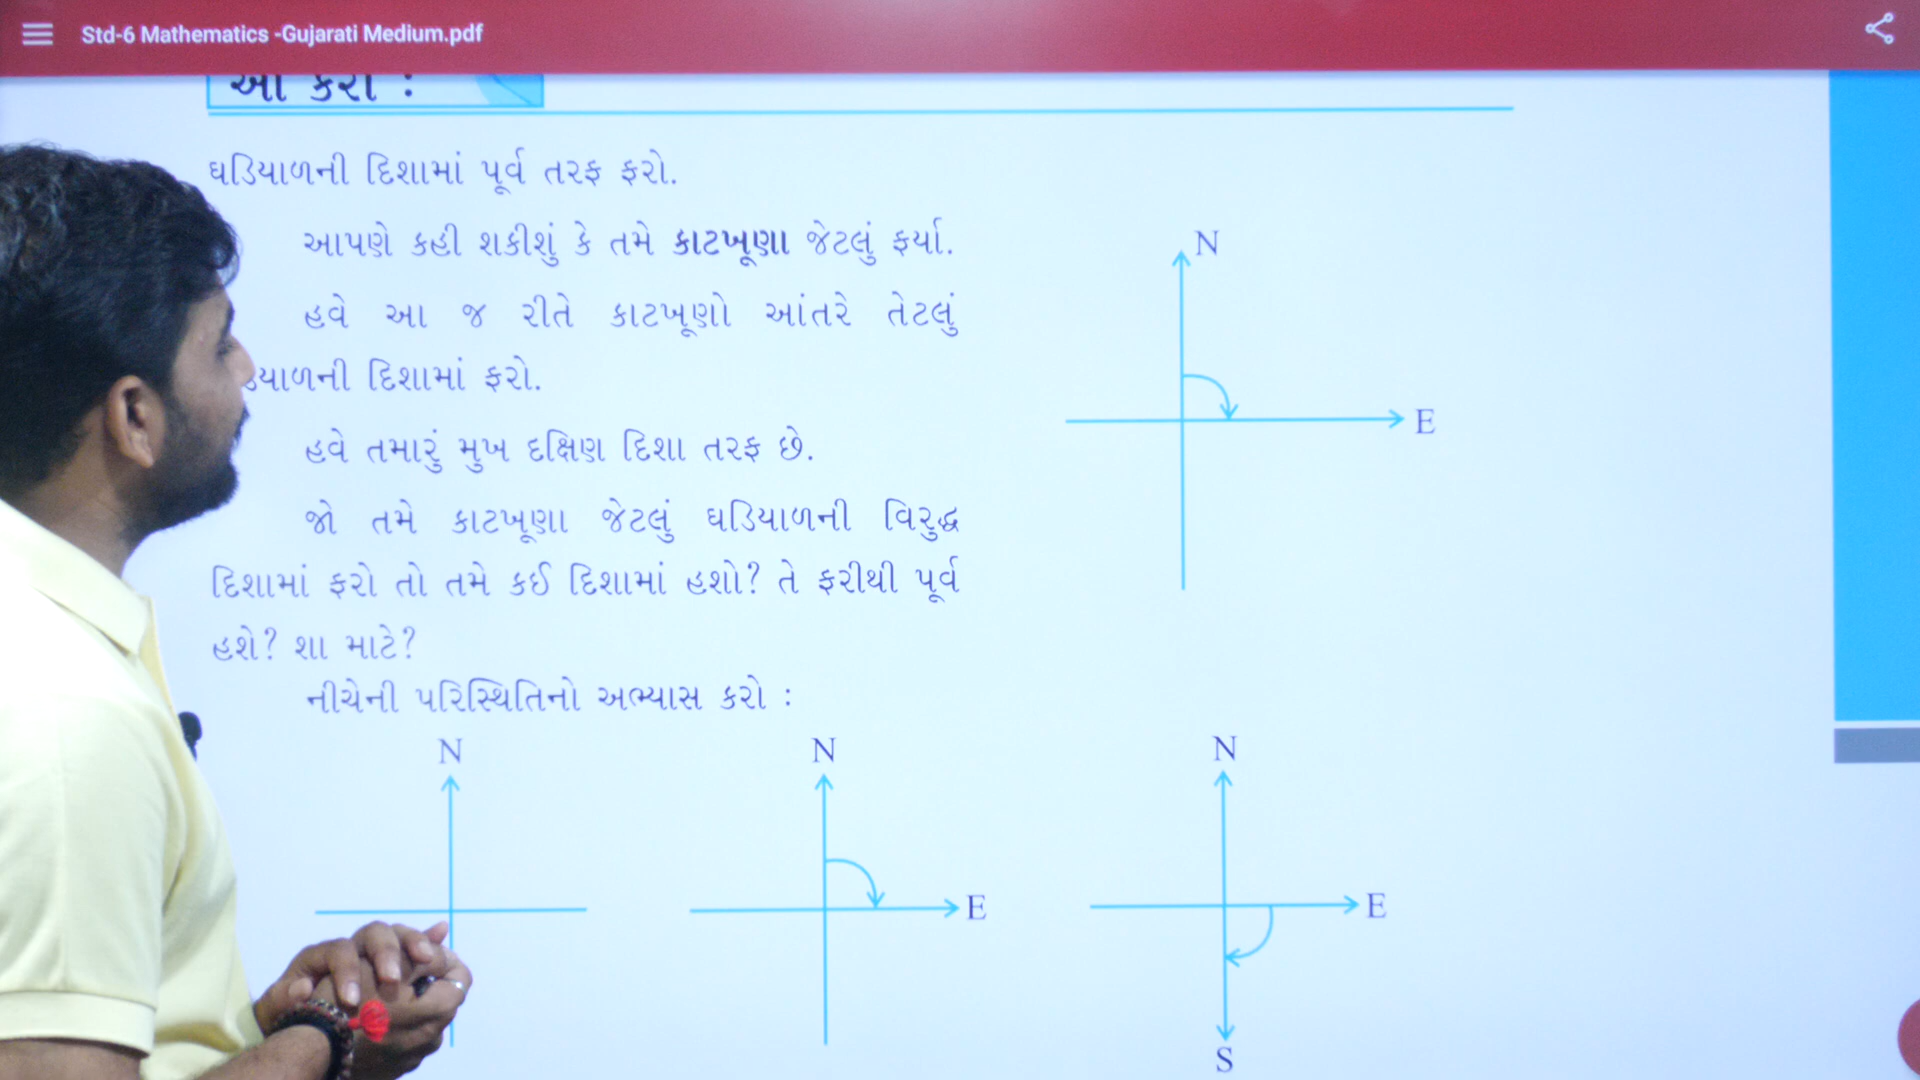 Std-6 Mathematics -Gujarati Medium.pdf
આ કરો :
ઘડિયાળની દિશામાં પૂર્વ તરફ ફરો.
આપણે કહી શકીશું કે તમે કાટખૂણા જેટલું ફર્યા.
હવે આ જ રીતે કાટખૂણો આંતરે તેટલું
દિશામાં ફરો.
હવે તમારું મુખ દક્ષિણ દિશા તરફ છે.
જો તમે કાટખૂણા જેટલું ઘડિયાળની વિરુદ્ધ
દિશામાં ફરો તો તમે કઈ દિશામાં હશો? તે ફરીથી પૂર્વ
હશે? શા માટે?
N
E
નીચેની પરિસ્થિતિનો અભ્યાસ કરો :
N
N
E
N
E
S